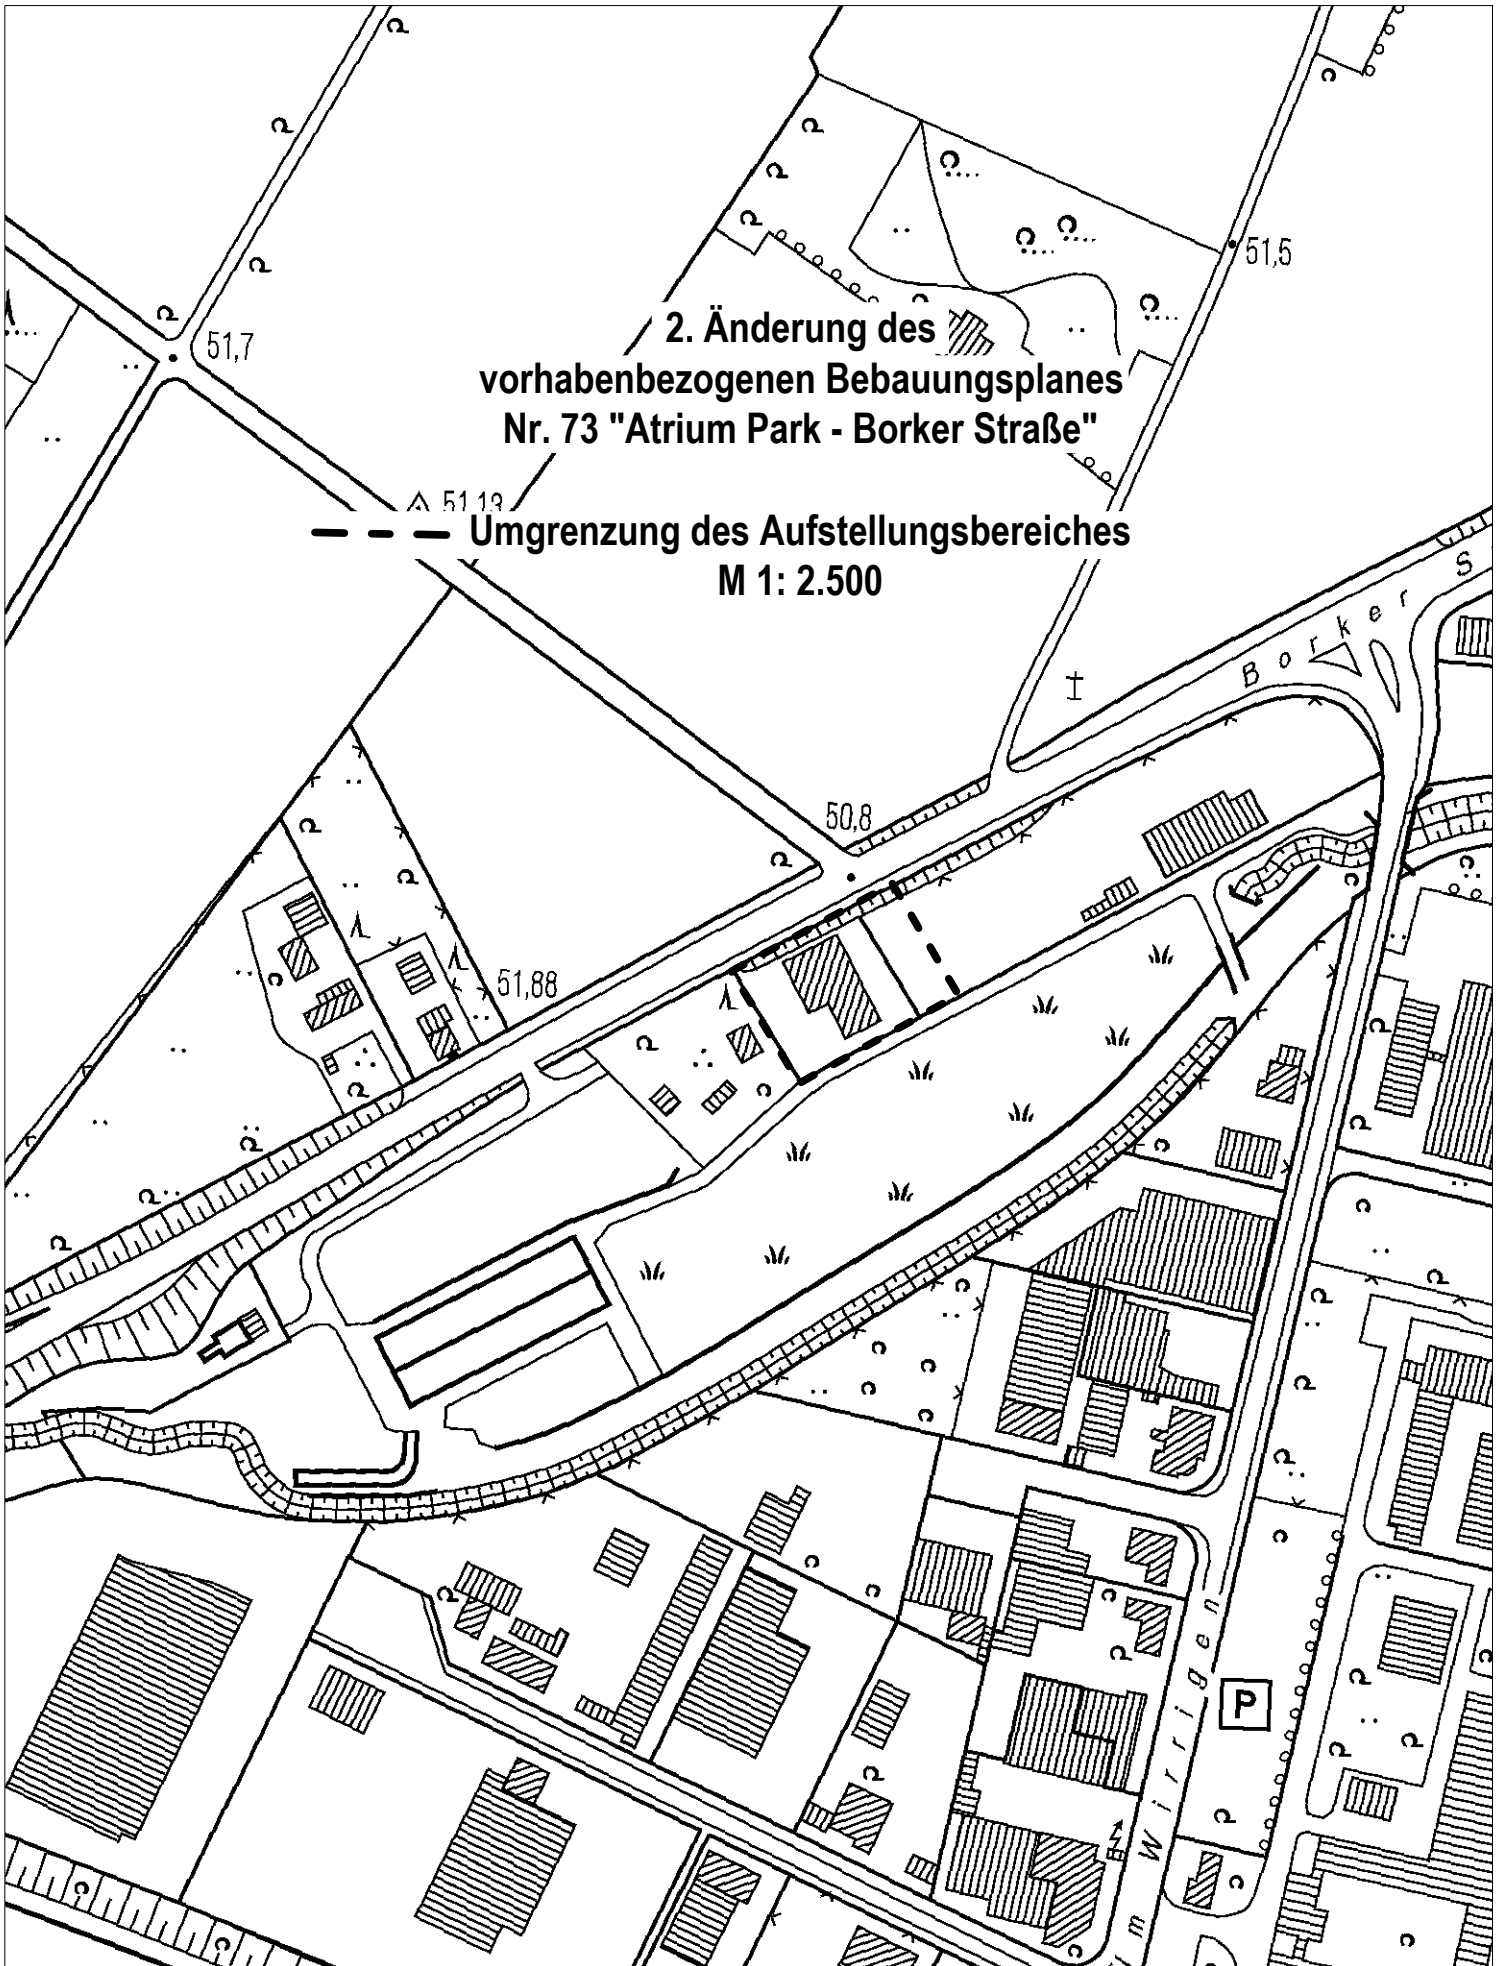 51,5
51,7
2. Änderung des
vorhabenbezogenen Bebauungsplanes
Nr. 73 "Atrium Park - Borker Straße"
51,13
Umgrenzung des Aufstellungsbereiches
M 1: 2.500
Borker S
50,8
51,88
P
im Wirrigen